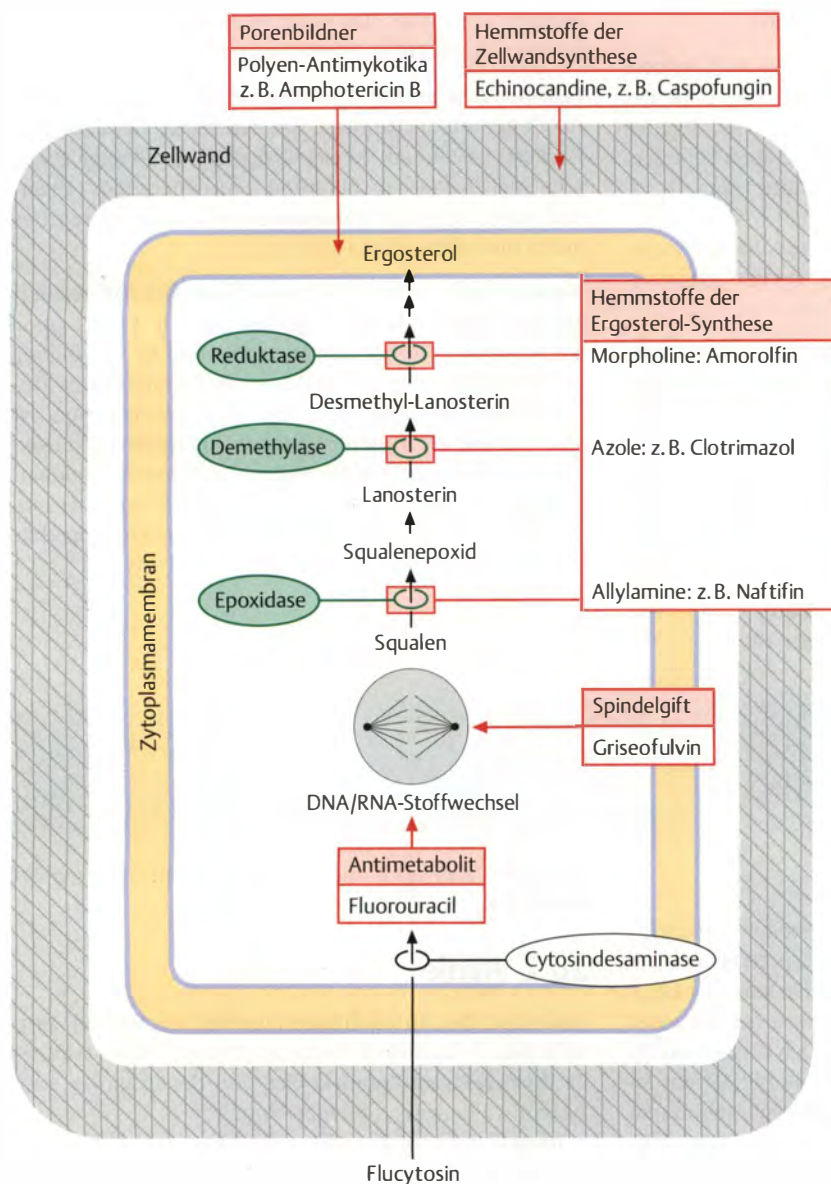 Porenbildner
Polyen-Antimykotika
z. B. Amphotericin B
Hemmstoffe der
Zellwandsynthese
Echinocandine, z. B. Caspofungin
Zellwand
Ergosterol
Hemmstoffe der
Ergosterol-Synthese
Reduktase
Morpholine: Amorolfin
Desmethyl-Lanosterin
Demethylase
Azole: z. B. Clotrimazol
Lanosterin
Squalenepoxid
Epoxidase
Allylamine: z. B. Naftifin
Squalen
Zytoplasmamembran
Spindelgift
Griseofulvin
DNA/RNA-Stoffwechsel
Antimetabolit
Fluorouracil
Cytosindesaminase
Flucytosin